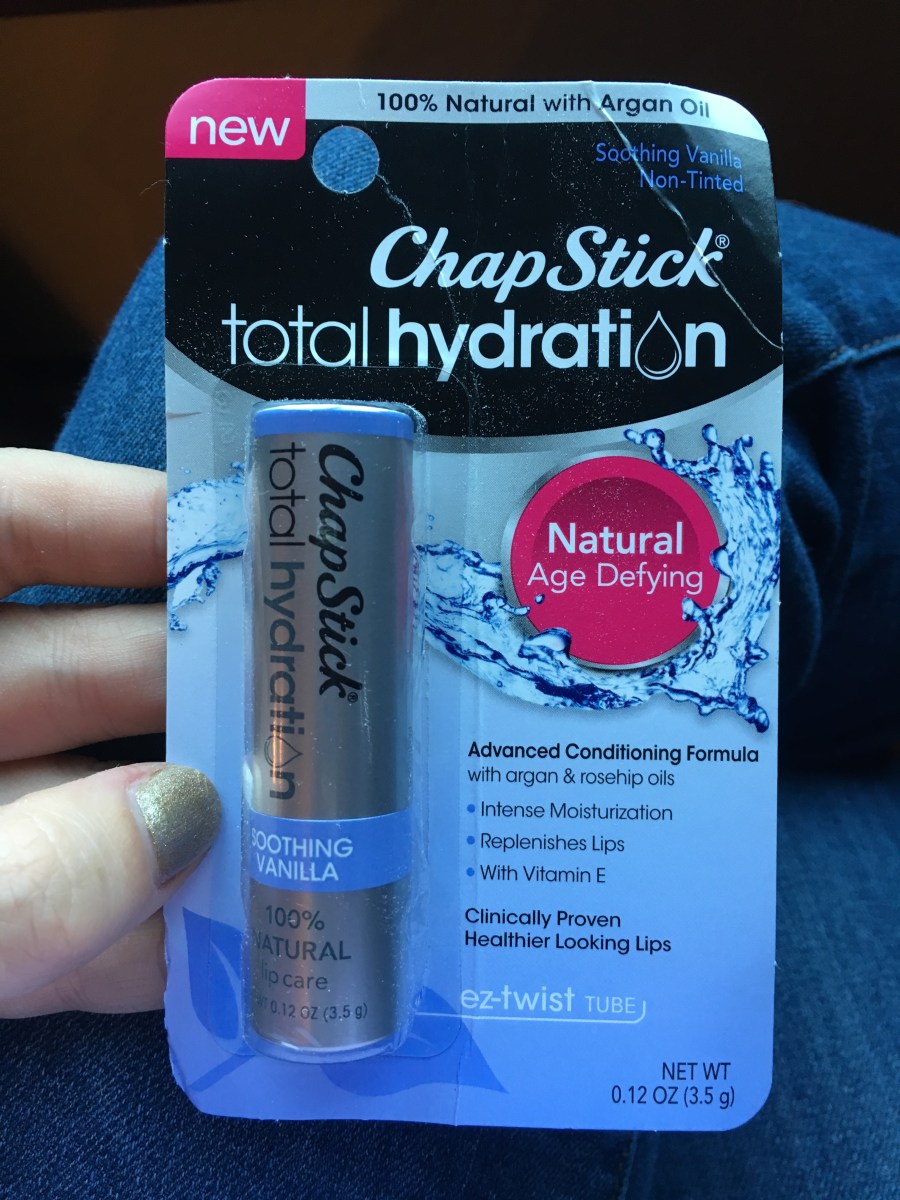 new
100% Natural with Argan Oil
Soothing Vanilla
Non-Tinted
ChapStick®
total hydration
Natural
Age Defying
Advanced Conditioning Formula
with argan & rosehip oils
• Intense Moisturization
• Replenishes Lips
• With Vitamin E
Clinically Proven
Healthier Looking Lips
ez-twist TUBE
NET WT
0.12 OZ (3.5 g)
ChapStick®
total hydration
SOOTHING
VANILLA
100%
NATURAL
lip care
WT 0.12 OZ (3.5 g)